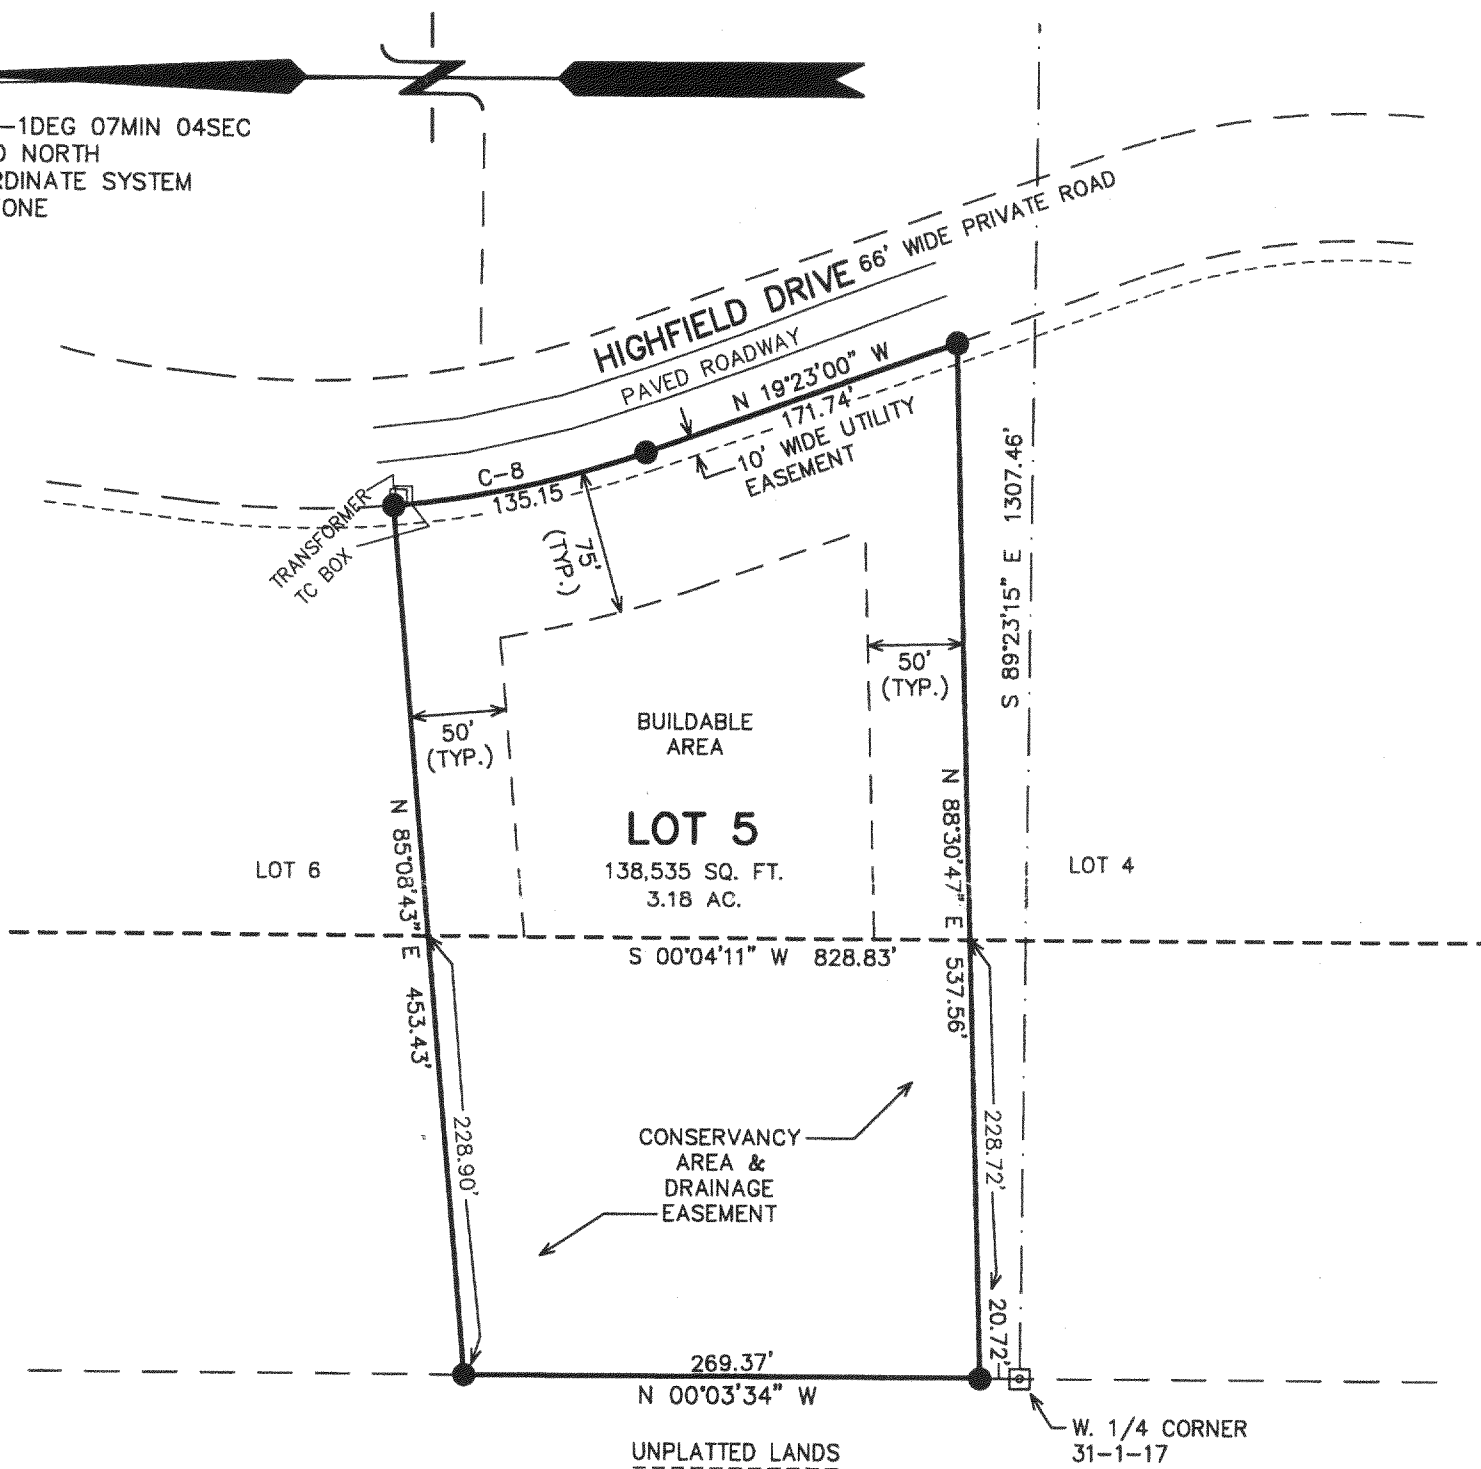 -1DEG 07MIN 04SEC
NORTH
RDINATE SYSTEM
ONE
HIGHFIELD DRIVE 66' WIDE PRIVATE ROAD
PAVED ROADWAY
N 19°23'00" W
171.74'
10' WIDE UTILITY
EASEMENT
C-8
135.15
TRANSFORMER
TC BOX
75'
(TYP.)
S 89°23'15" E 1307.46'
50'
(TYP.)
50'
(TYP.)
BUILDABLE
AREA
LOT 5
138,535 SQ. FT.
3.18 AC.
LOT 6
LOT 4
N 85°08'43" E 453.43'
N 88°30'47" E 537.56'
S 00°04'11" W 828.83'
228.90'
228.72'
CONSERVANCY
AREA &
DRAINAGE
EASEMENT
20.72'
269.37'
N 00°03'34" W
UNPLATTED LANDS
W. 1/4 CORNER
31-1-17